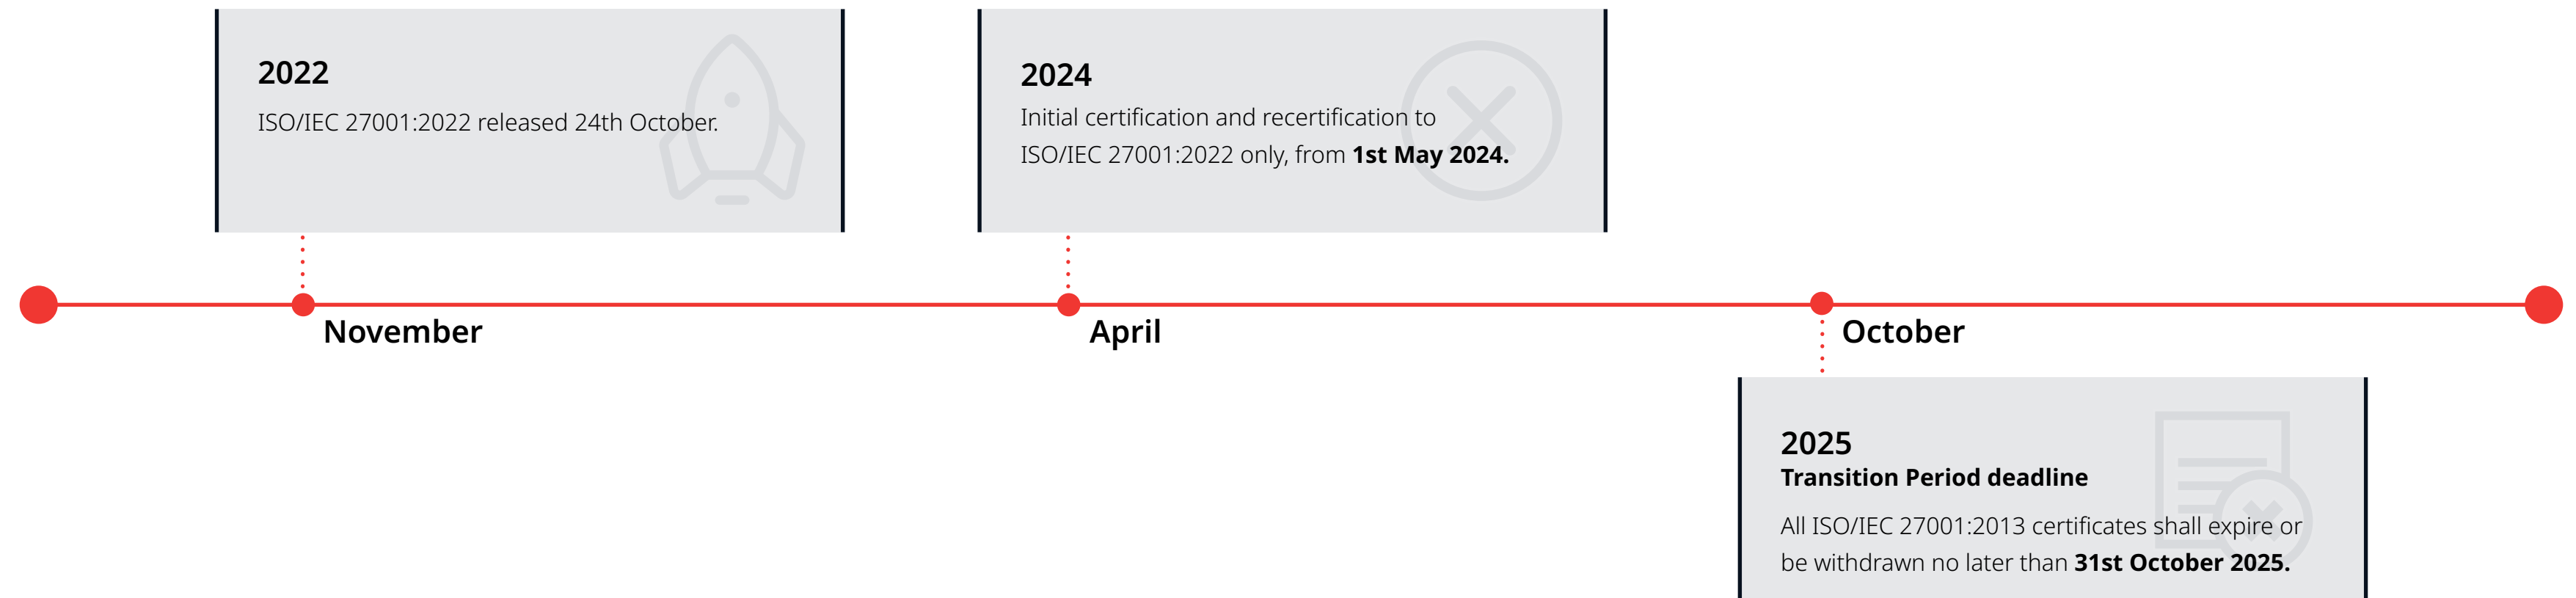 2022
ISO/IEC 27001:2022 released 24th October.
2024
Initial certification and recertification to
ISO/IEC 27001:2022 only, from 1st May 2024.
November
April
October
2025
Transition Period deadline
All ISO/IEC 27001:2013 certificates shall expire or
be withdrawn no later than 31st October 2025.